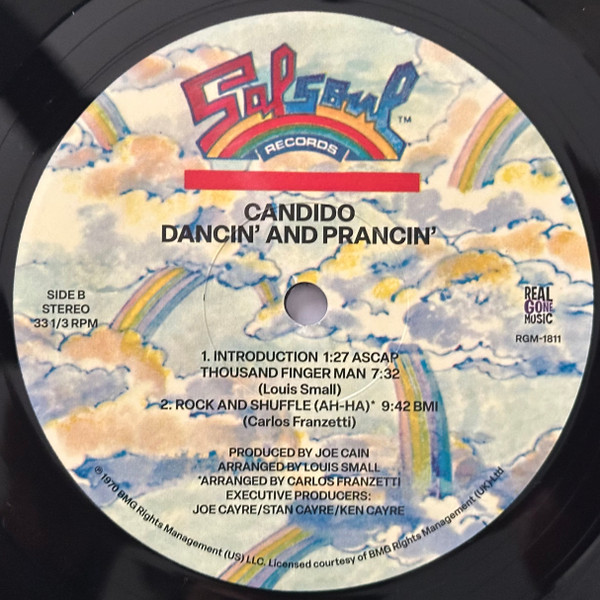 Salsoul TM
RECORDS
CANDIDO
DANCIN' AND PRANCIN'
SIDE B
STEREO
33 1/3 RPM
REAL
GONE
MUSIC
RGM-1811
1. INTRODUCTION 1:27 ASCAP
THOUSAND FINGER MAN 7:32
(Louis Small)
2. ROCK AND SHUFFLE (AH-HA)* 9:42 BMI
(Carlos Franzetti)
PRODUCED BY JOE CAIN
ARRANGED BY LOUIS SMALL
*ARRANGED BY CARLOS FRANZETTI
EXECUTIVE PRODUCERS:
JOE CAYRE/STAN CAYRE/KEN CAYRE
℗ 1970 BMG Rights Management (US) LLC. Licensed courtesy of BMG Rights Management (UK) Ltd